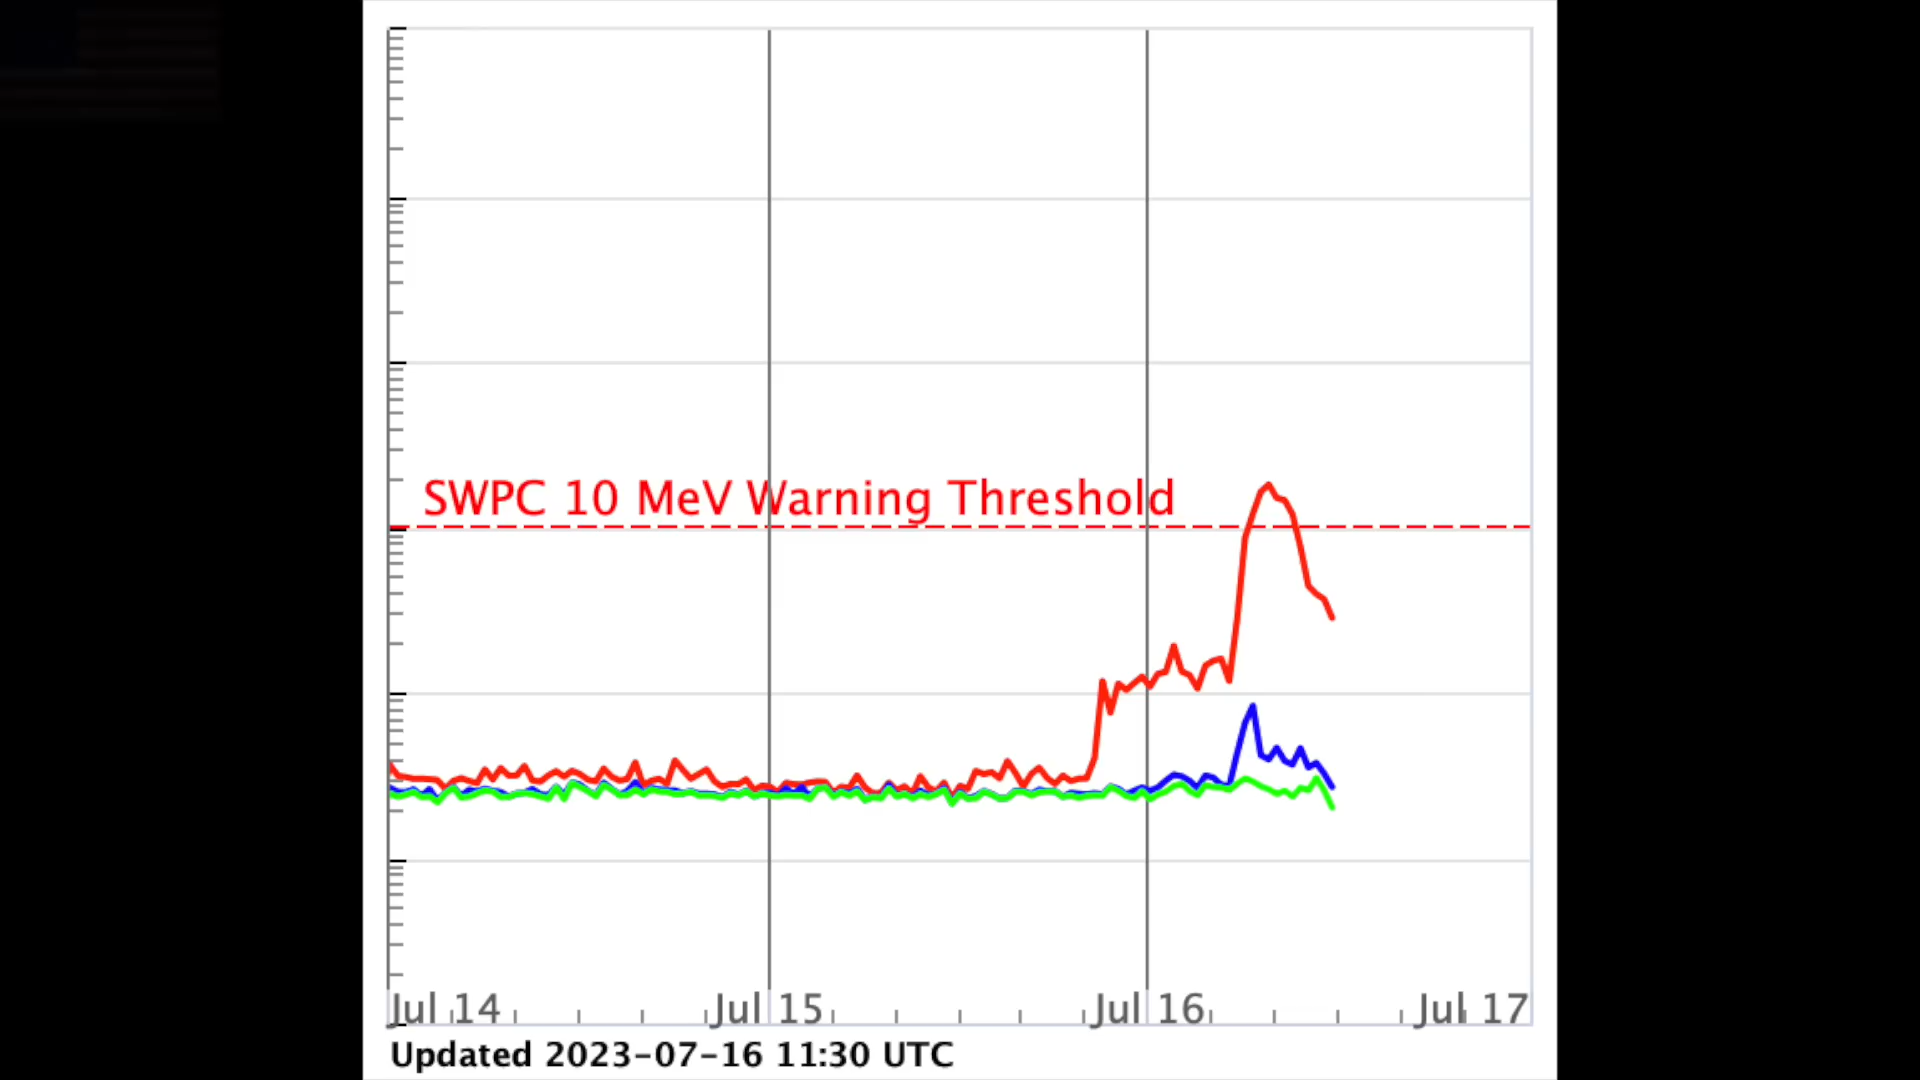 SWPC 10 MeV Warning Threshold
Jul 14 Jul 15 Jul 16 Jul 17
Updated 2023-07-16 11:30 UTC